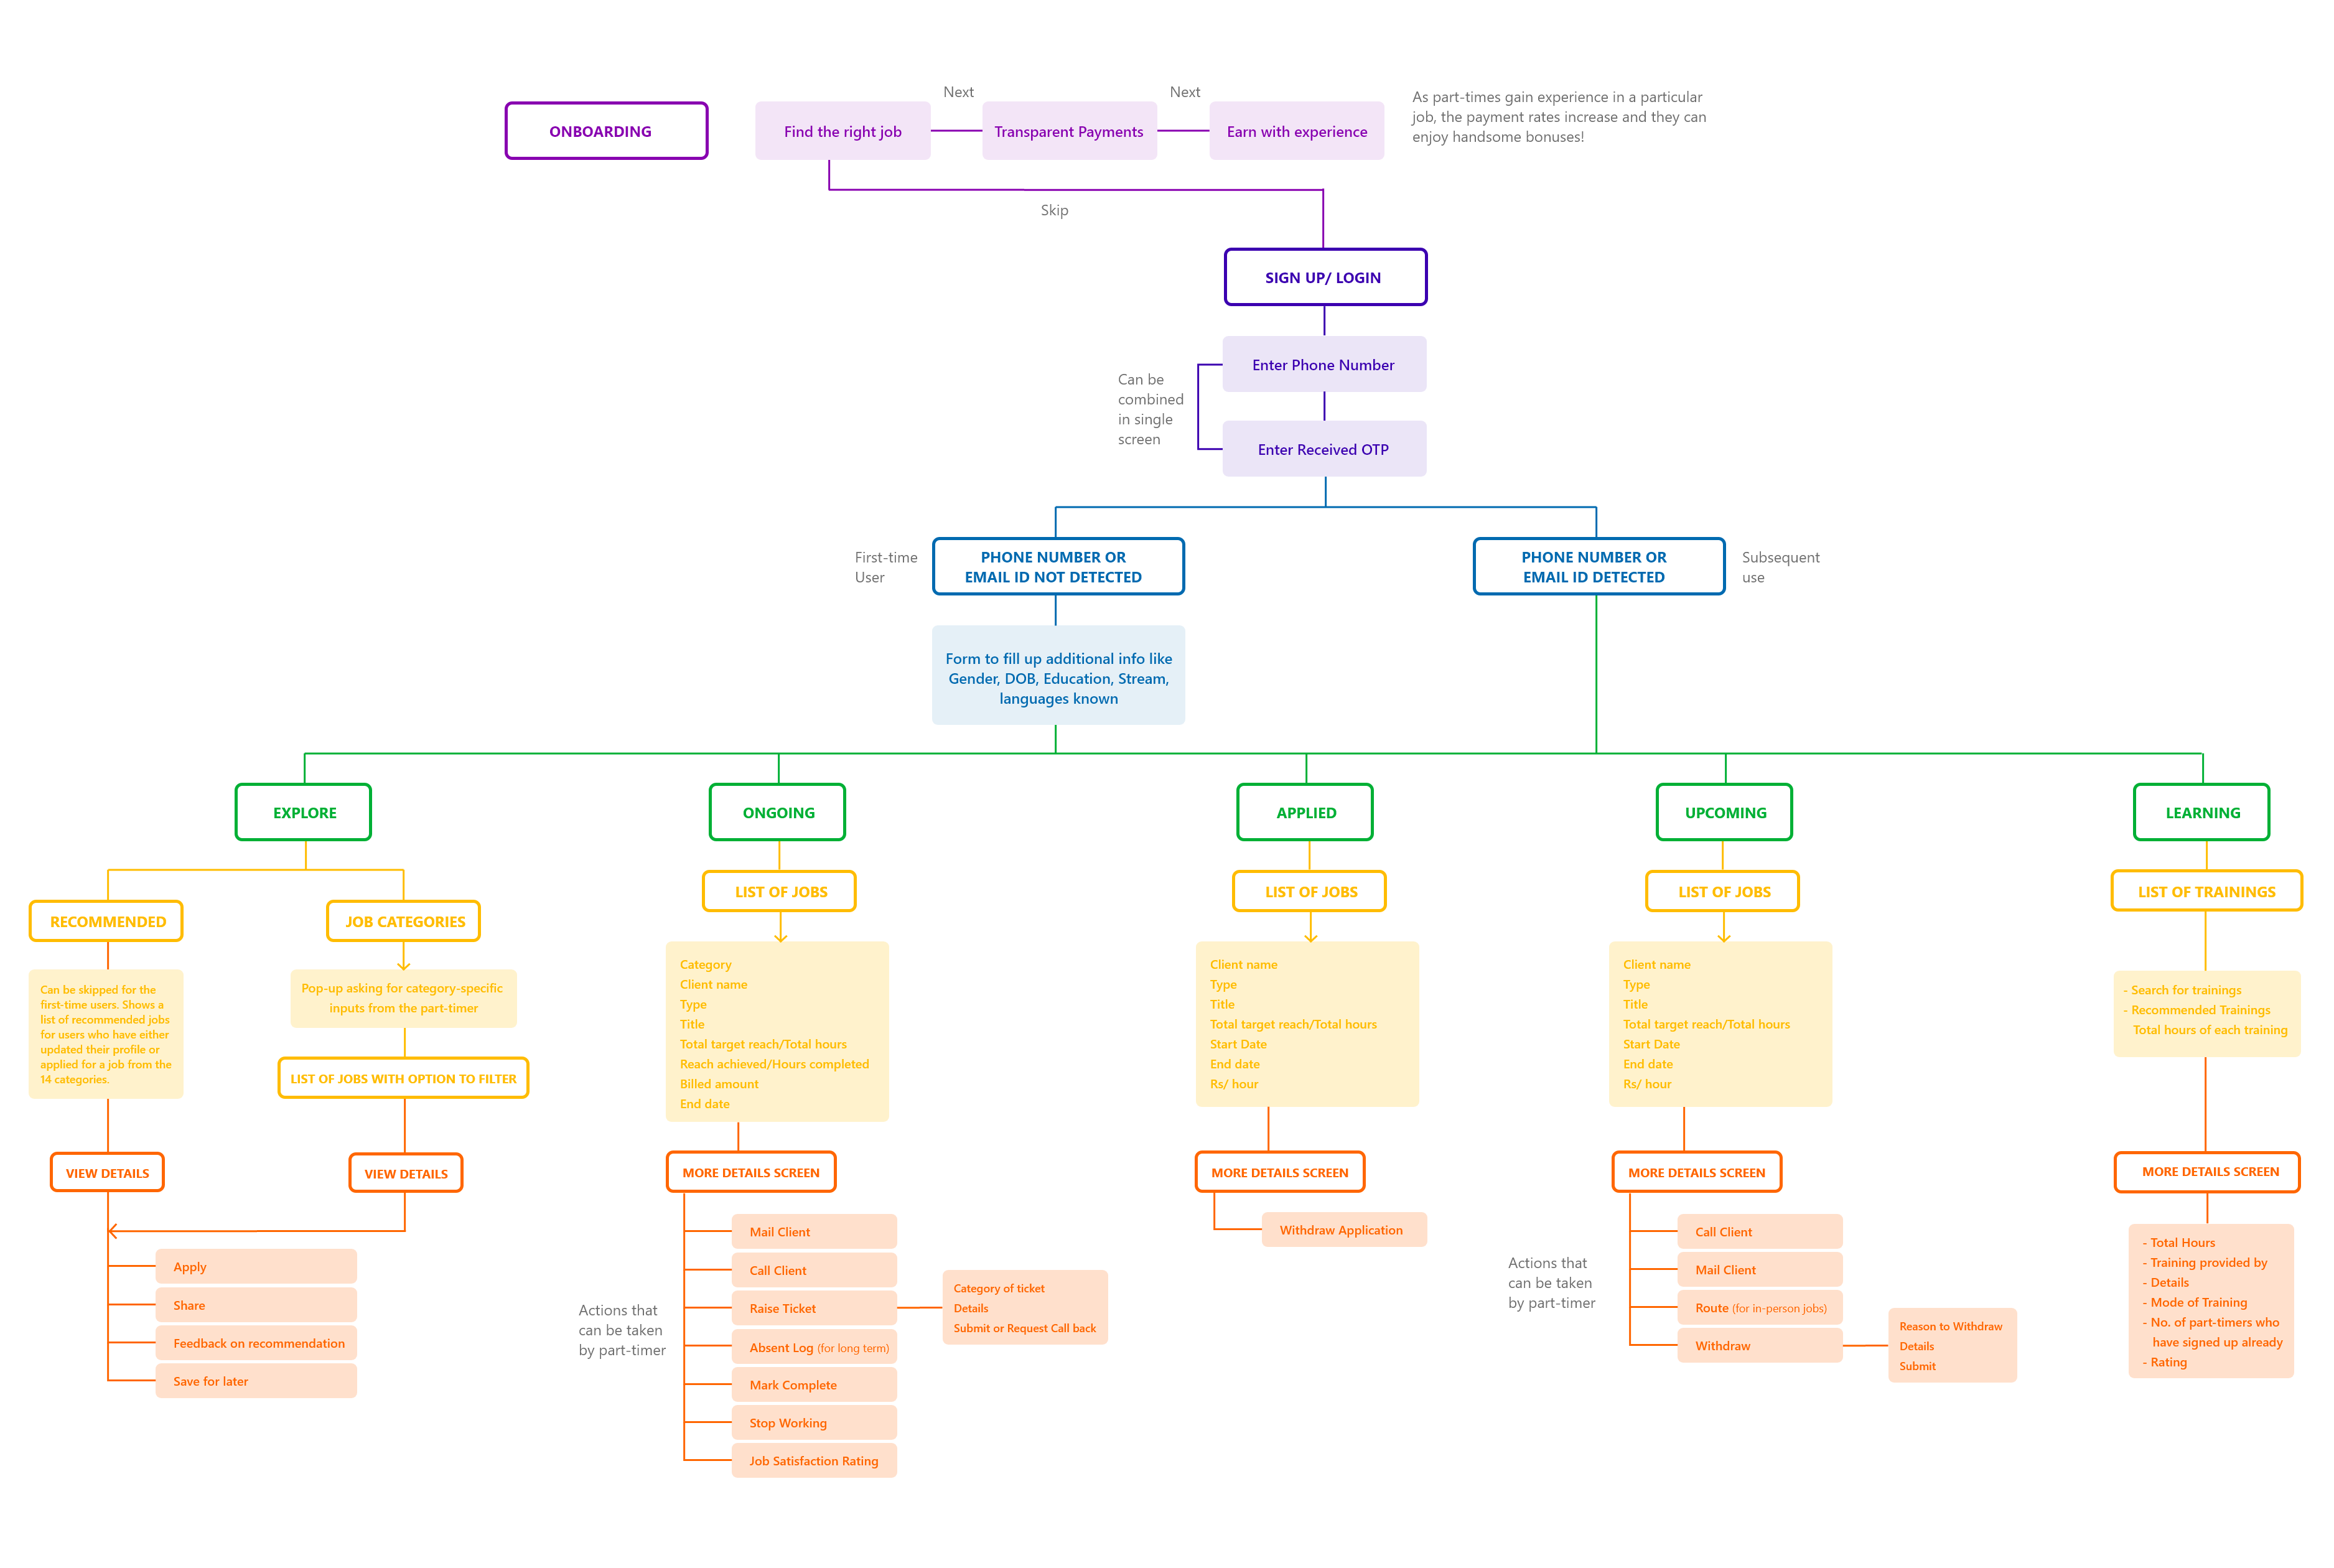 ONBOARDING
Find the right job
Next
Transparent Payments
Next
Earn with experience
As part-times gain experience in a particular
job, the payment rates increase and they can
enjoy handsome bonuses!
Skip
SIGN UP/ LOGIN
Enter Phone Number
Can be
combined
in single
screen
Enter Received OTP
First-time
User
PHONE NUMBER OR
EMAIL ID NOT DETECTED
PHONE NUMBER OR
EMAIL ID DETECTED
Subsequent
use
Form to fill up additional info like
Gender, DOB, Education, Stream,
languages known
EXPLORE
ONGOING
APPLIED
UPCOMING
LEARNING
RECOMMENDED
Can be skipped for the
first-time users. Shows a
list of recommended jobs
for users who have either
updated their profile or
applied for a job from the
14 categories.
VIEW DETAILS
JOB CATEGORIES
Pop-up asking for category-specific
inputs from the part-timer
LIST OF JOBS WITH OPTION TO FILTER
VIEW DETAILS
Apply
Share
Feedback on recommendation
Save for later
LIST OF JOBS
Category
Client name
Type
Title
Total target reach/Total hours
Reach achieved/Hours completed
Billed amount
End date
MORE DETAILS SCREEN
Actions that
can be taken
by part-timer
Mail Client
Call Client
Raise Ticket
Category of ticket
Details
Submit or Request Call back
Absent Log (for long term)
Mark Complete
Stop Working
Job Satisfaction Rating
LIST OF JOBS
Client name
Type
Title
Total target reach/Total hours
Start Date
End date
Rs/ hour
MORE DETAILS SCREEN
Withdraw Application
LIST OF JOBS
Client name
Type
Title
Total target reach/Total hours
Start Date
End date
Rs/ hour
MORE DETAILS SCREEN
Actions that
can be taken
by part-timer
Call Client
Mail Client
Route (for in-person jobs)
Withdraw
Reason to Withdraw
Details
Submit
LIST OF TRAININGS
- Search for trainings
- Recommended Trainings
Total hours of each training
MORE DETAILS SCREEN
- Total Hours
- Training provided by
- Details
- Mode of Training
- No. of part-timers who
have signed up already
- Rating